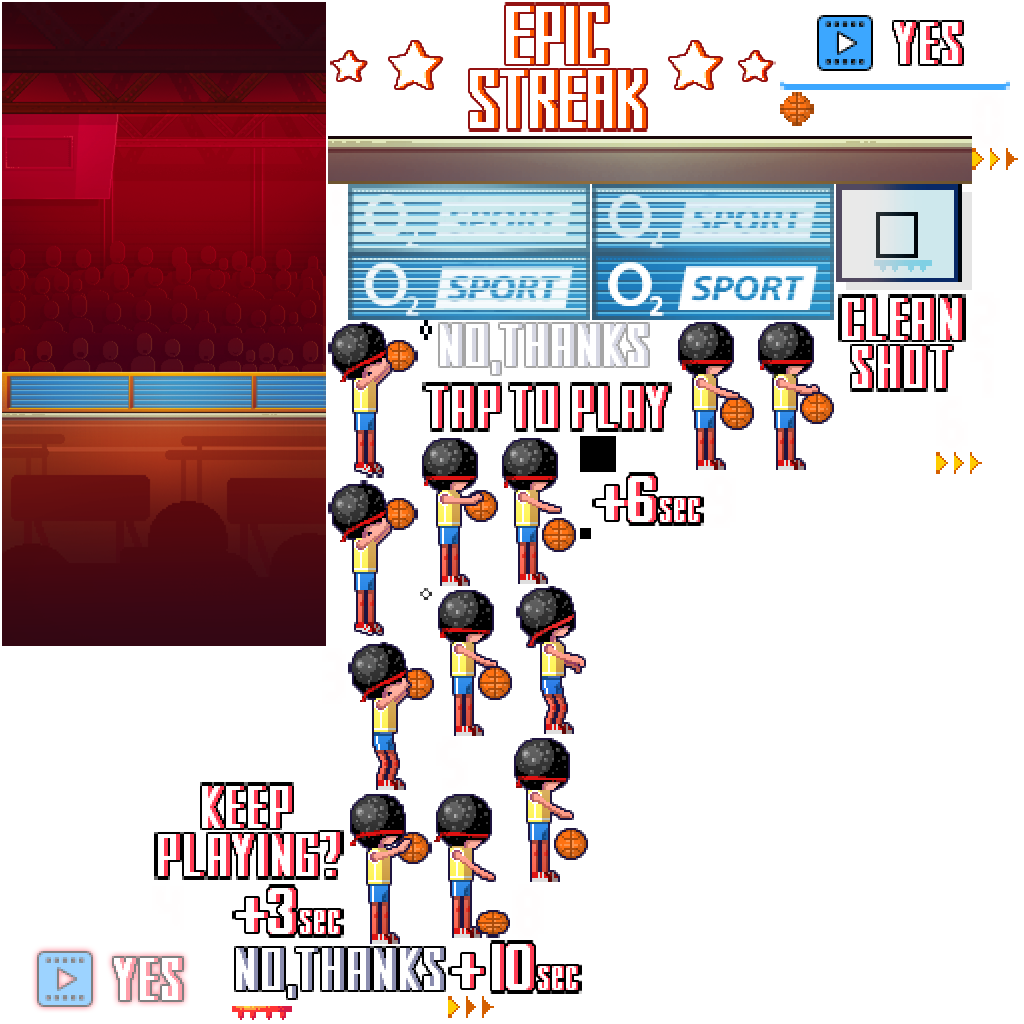 EPIC
STREAK
YES
O2 SPORT
O2 SPORT
O2 SPORT
O2 SPORT
CLEAN
SHOT
NO,THANKS
TAP TO PLAY
+6SEC
KEEP
PLAYING?
+3SEC
YES
NO,THANKS
+10SEC